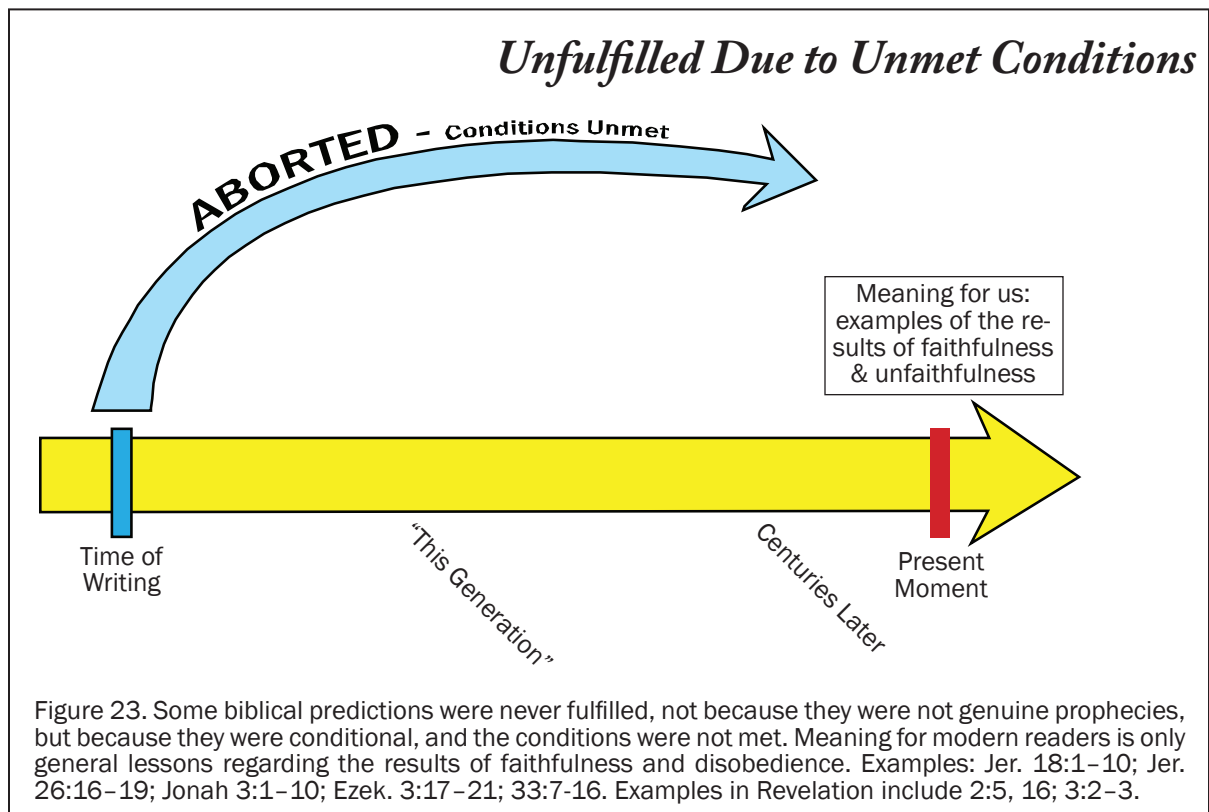 Unfulfilled Due to Unmet Conditions
ABORTED – Conditions Unmet
Meaning for us:
examples of the re-
sults of faithfulness
& unfaithfulness
Time of
Writing
“This Generation”
Centuries Later
Present
Moment
Figure 23. Some biblical predictions were never fulfilled, not because they were not genuine prophecies,
but because they were conditional, and the conditions were not met. Meaning for modern readers is only
general lessons regarding the results of faithfulness and disobedience. Examples: Jer. 18:1–10; Jer.
26:16–19; Jonah 3:1–10; Ezek. 3:17–21; 33:7-16. Examples in Revelation include 2:5, 16; 3:2–3.